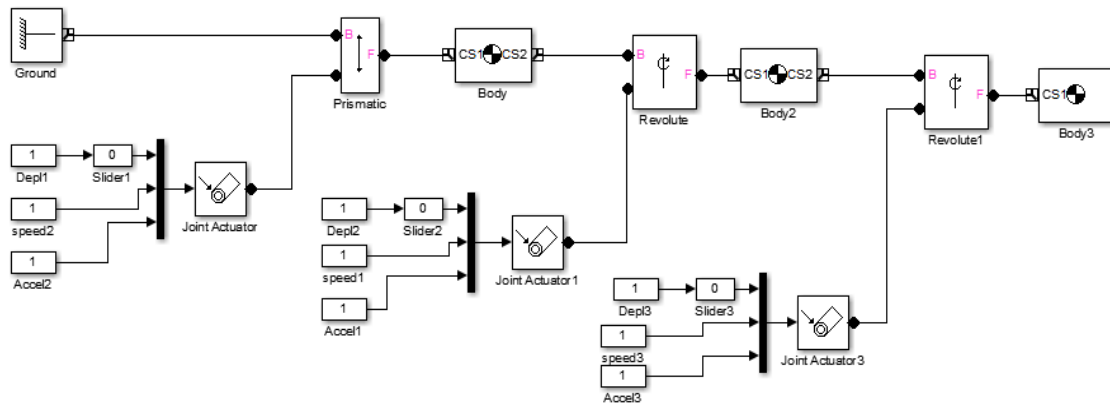 B
F
CS1 CS2
B
F
CS1 CS2
B
F
CS1
Ground
Prismatic
Body
Revolute
Body2
Revolute1
Body3
1
0
Depl1
Slider1
1
speed2
1
Accel2
Joint Actuator
1
0
Depl2
Slider2
1
speed1
1
Accel1
Joint Actuator1
1
0
Depl3
Slider3
1
speed3
1
Accel3
Joint Actuator3